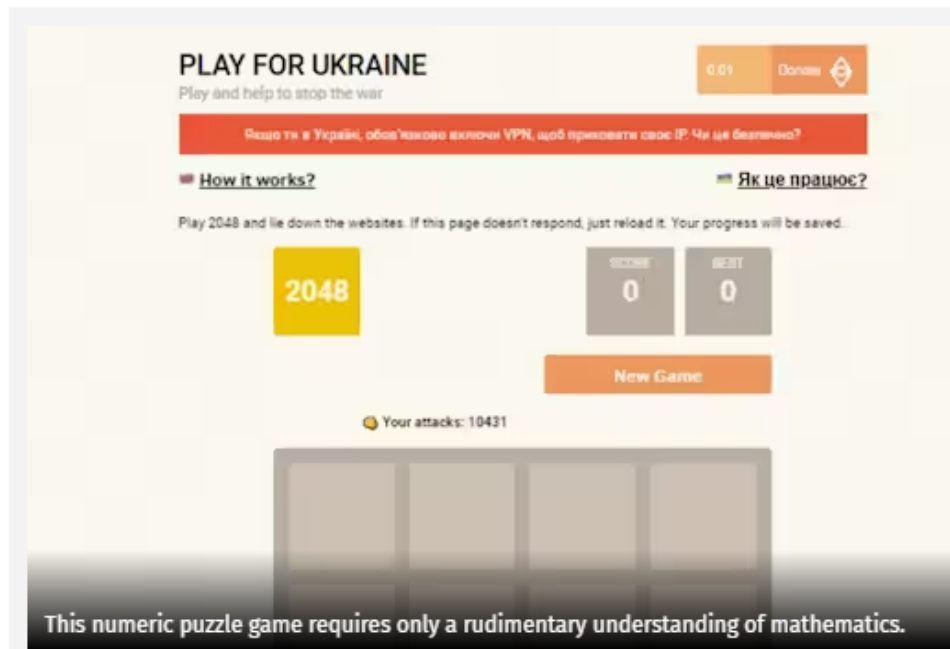 PLAY FOR UKRAINE
Play and help to stop the war
0.01 Donate
Якщо ти в Україні, обов'язково включи VPN, щоб приховати своє IP. Чи це безпечно?
How it works? Як це працює?
Play 2048 and lie down the websites. If this page doesn't respond, just reload it. Your progress will be saved.
2048
SCORE BEST
0 0
New Game
Your attacks: 10431
This numeric puzzle game requires only a rudimentary understanding of mathematics.